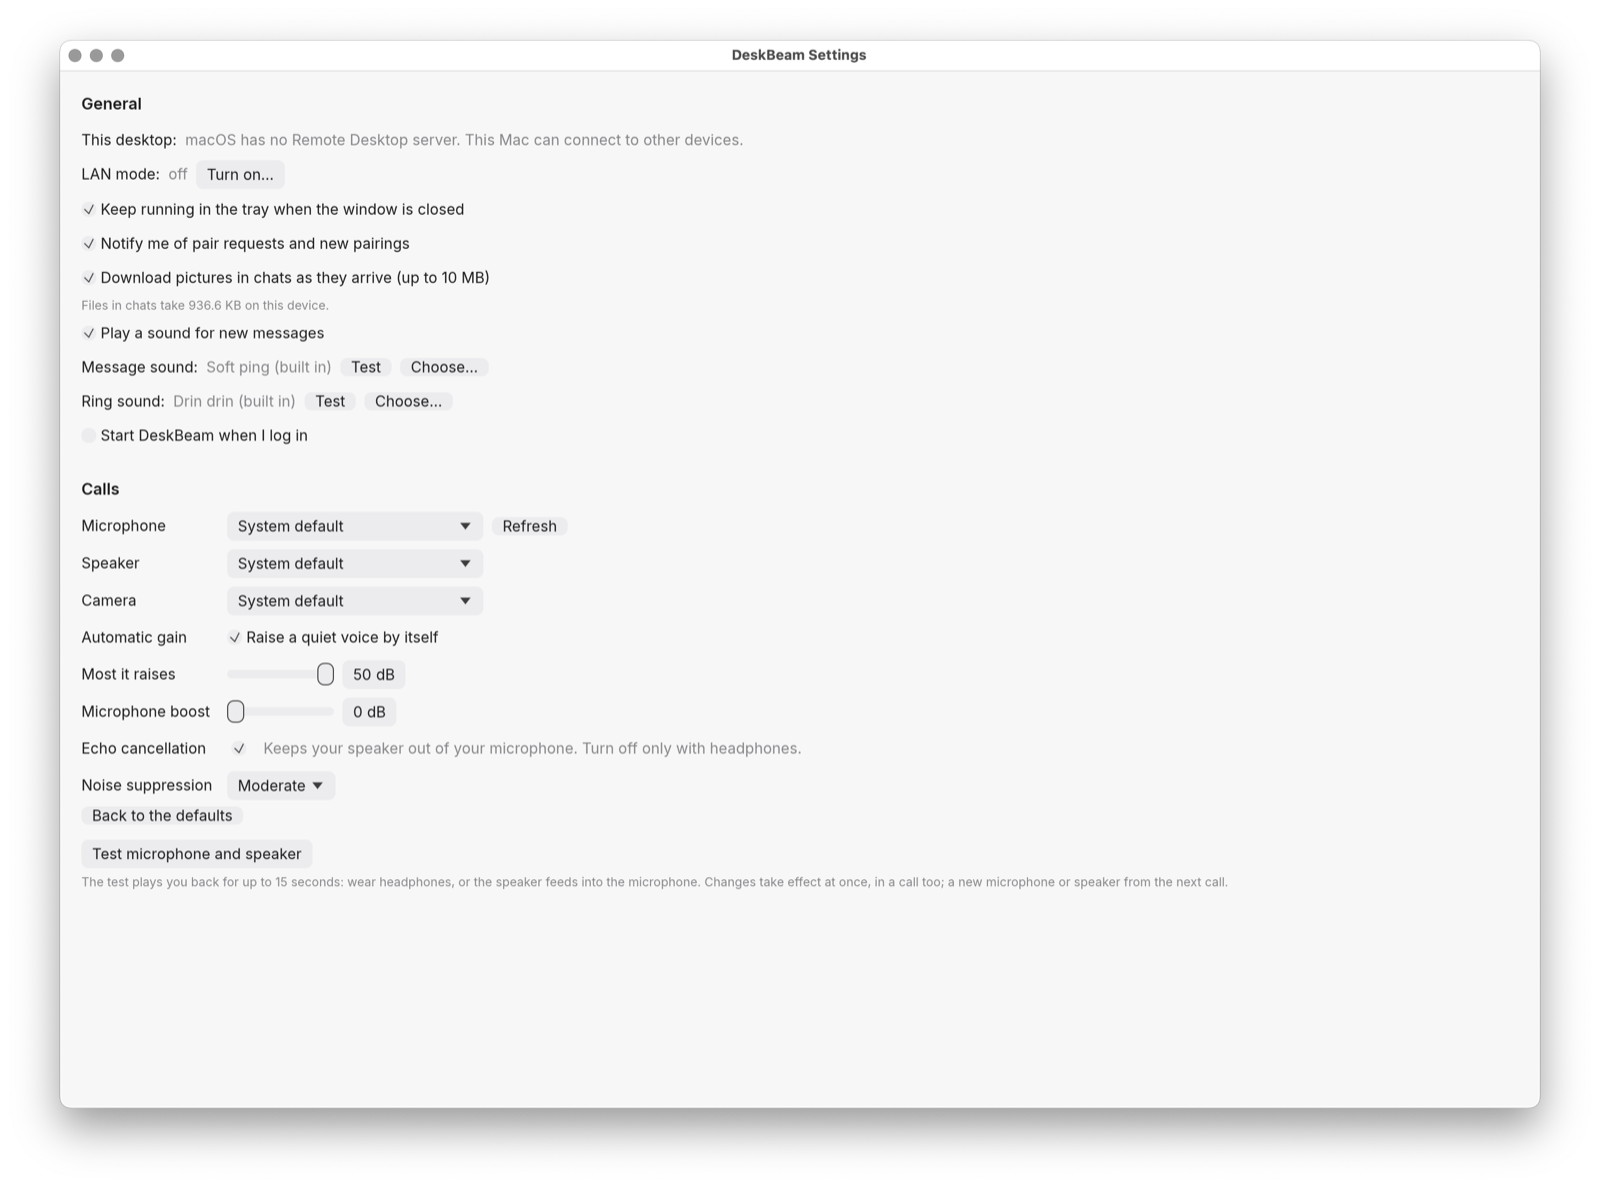 DeskBeam Settings
General
This desktop: macOS has no Remote Desktop server. This Mac can connect to other devices.
LAN mode: off Turn on...
Keep running in the tray when the window is closed
Notify me of pair requests and new pairings
Download pictures in chats as they arrive (up to 10 MB)
Files in chats take 936.6 KB on this device.
Play a sound for new messages
Message sound: Soft ping (built in) Test Choose...
Ring sound: Drin drin (built in) Test Choose...
Start DeskBeam when I log in
Calls
Microphone System default Refresh
Speaker System default
Camera System default
Automatic gain Raise a quiet voice by itself
Most it raises 50 dB
Microphone boost 0 dB
Echo cancellation Keeps your speaker out of your microphone. Turn off only with headphones.
Noise suppression Moderate
Back to the defaults
Test microphone and speaker
The test plays you back for up to 15 seconds: wear headphones, or the speaker feeds into the microphone. Changes take effect at once, in a call too; a new microphone or speaker from the next call.